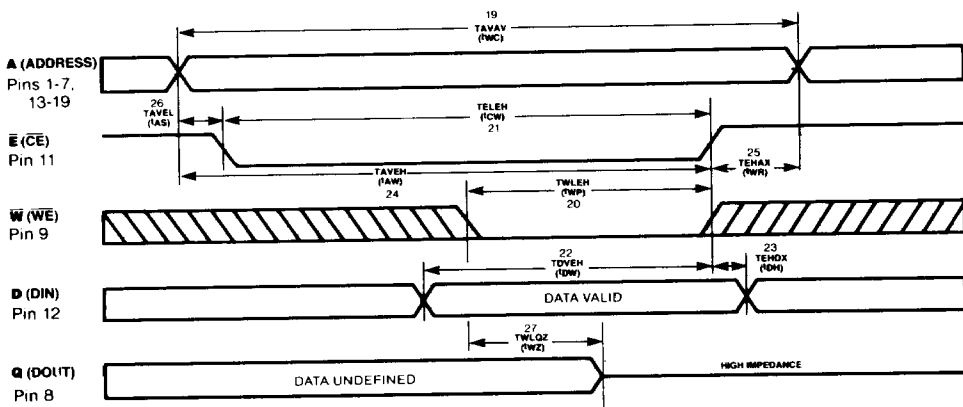 19
TAVAV
(tWC)
A (ADDRESS)
Pins 1-7,
13-19
26
TAVEL
(tAS)
TELEH
(tCW)
21
E (CE)
Pin 11
25
TEHAX
(tWR)
TAVEH
(tAW)
24
TWLEH
(tWP)
20
W (WE)
Pin 9
22
TDVEH
(tDW)
23
TEHDX
(tDH)
D (DIN)
Pin 12
DATA VALID
27
TWLQZ
(tWZ)
Q (DOUT)
Pin 8
DATA UNDEFINED
HIGH IMPEDANCE